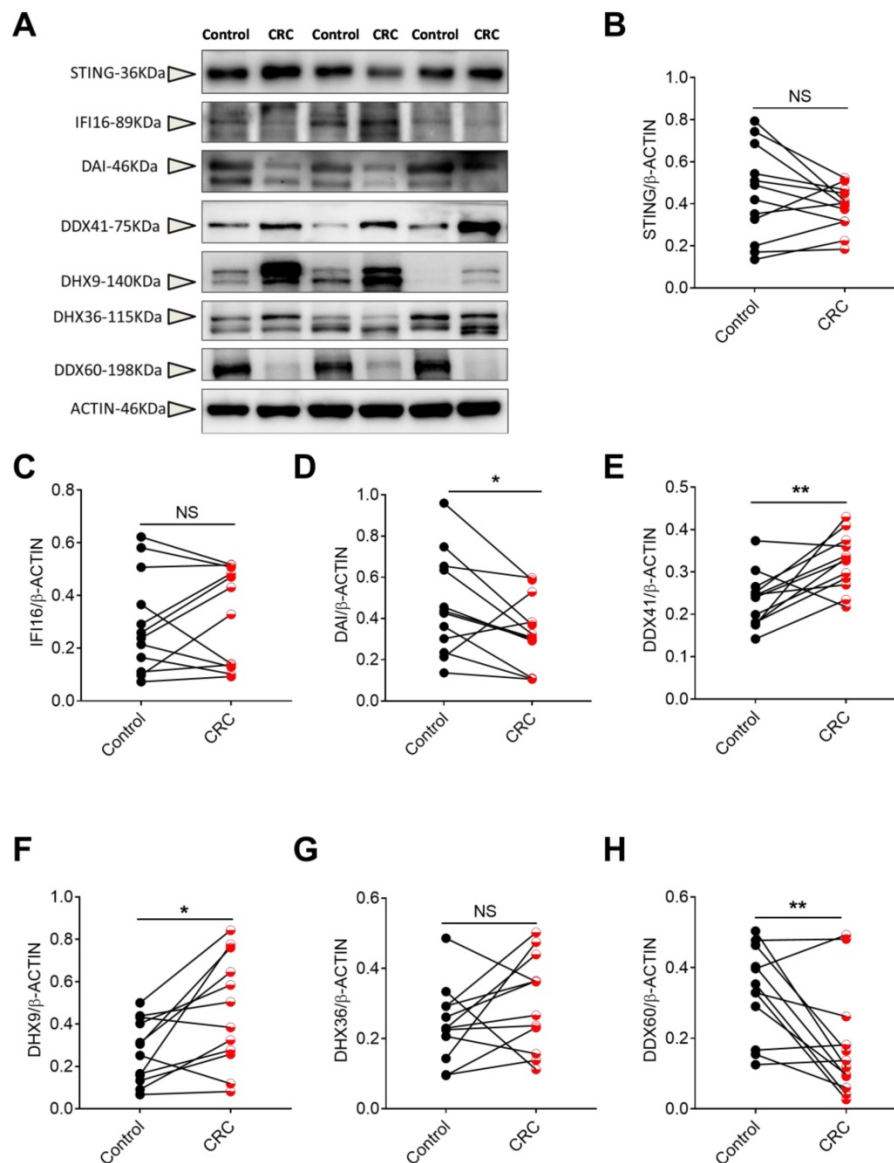 A
Control CRC Control CRC Control CRC
STING-36KDa
IFI16-89KDa
DAI-46KDa
DDX41-75KDa
DHX9-140KDa
DHX36-115KDa
DDX60-198KDa
ACTIN-46KDa
B
NS
STING/β-ACTIN
1.0
0.8
0.6
0.4
0.2
0.0
Control CRC
C
NS
IFI16/β-ACTIN
0.8
0.6
0.4
0.2
0.0
Control CRC
D
*
DAI/β-ACTIN
1.0
0.8
0.6
0.4
0.2
0.0
Control CRC
E
**
DDX41/β-ACTIN
0.5
0.4
0.3
0.2
0.1
0.0
Control CRC
F
*
DHX9/β-ACTIN
1.0
0.8
0.6
0.4
0.2
0.0
Control CRC
G
NS
DHX36/β-ACTIN
0.6
0.4
0.2
0.0
Control CRC
H
**
DDX60/β-ACTIN
0.6
0.4
0.2
0.0
Control CRC